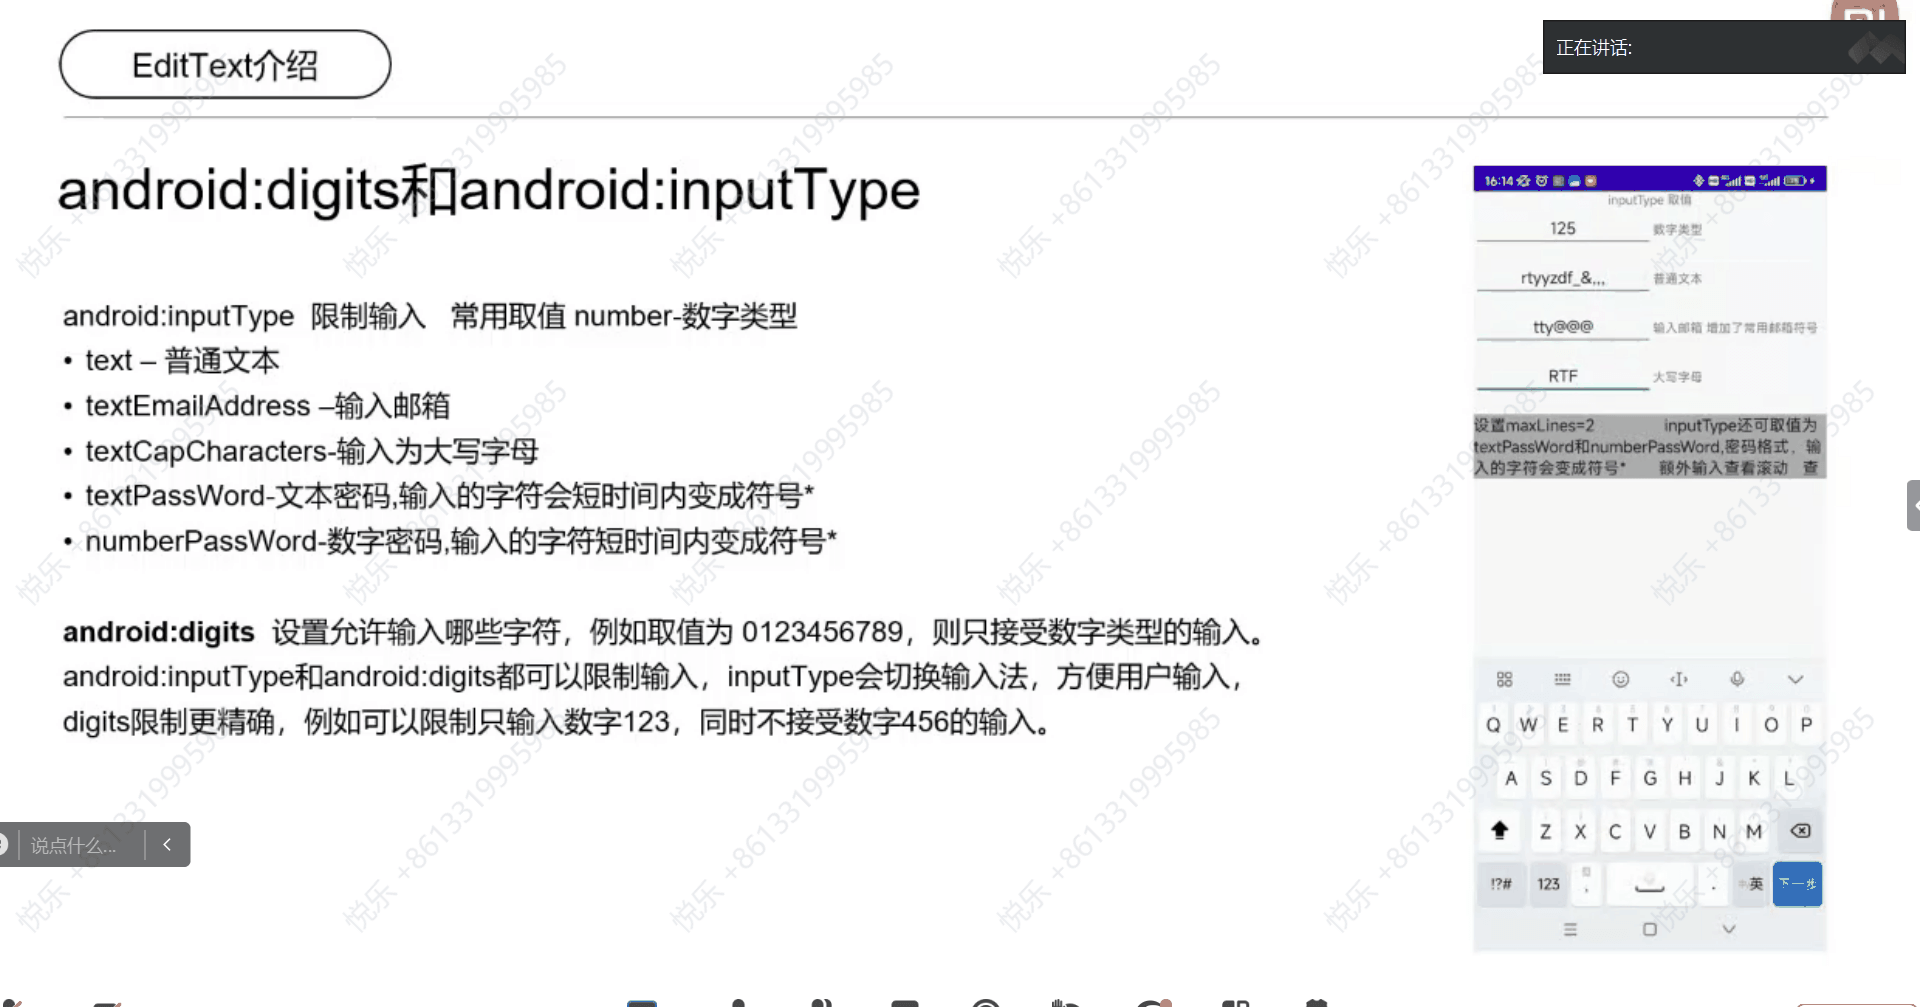 EditText介绍
正在讲话:
android:digits和android:inputType
android:inputType 限制输入 常用取值 number-数字类型
• text – 普通文本
• textEmailAddress –输入邮箱
• textCapCharacters-输入为大写字母
• textPassWord-文本密码,输入的字符会短时间内变成符号*
• numberPassWord-数字密码,输入的字符短时间内变成符号*
android:digits 设置允许输入哪些字符，例如取值为 0123456789，则只接受数字类型的输入。
android:inputType和android:digits都可以限制输入，inputType会切换输入法，方便用户输入，
digits限制更精确，例如可以限制只输入数字123，同时不接受数字456的输入。
16:14
inputType 取值
125 数字类型
rtyyzdf_&,,, 普通文本
tty@@@ 输入邮箱 增加了常用邮箱符号
RTF 大写字母
设置maxLines=2 inputType还可取值为
textPassWord和numberPassWord,密码格式，输
入的字符会变成符号* 额外输入查看滚动 查
Q W E R T Y U I O P
A S D F G H J K L
Z X C V B N M
!?# 123 , . 英 下一步
说点什么...
悦乐 +8613319995985